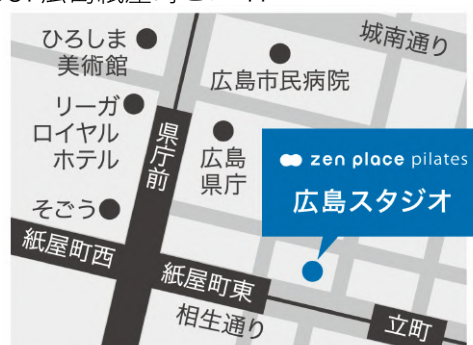 ひろしま
美術館
城南通り
広島市民病院
リーガ
ロイヤル
ホテル
県庁前
広島
県庁
zen place pilates
広島スタジオ
そごう
紙屋町西
紙屋町東
相生通り
立町